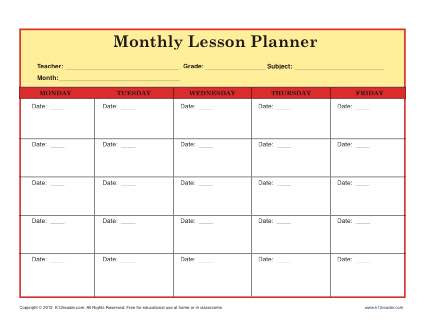 Monthly Lesson Planner
Teacher: ____________________ Grade: ____________ Subject: ____________________
Month: ____________________
MONDAY TUESDAY WEDNESDAY THURSDAY FRIDAY
Date: ____ Date: ____ Date: ____ Date: ____ Date: ____
Date: ____ Date: ____ Date: ____ Date: ____ Date: ____
Date: ____ Date: ____ Date: ____ Date: ____ Date: ____
Date: ____ Date: ____ Date: ____ Date: ____ Date: ____
Date: ____ Date: ____ Date: ____ Date: ____ Date: ____
Copyright © 2012 K12Reader.com. All Rights Reserved. Free for educational use at home or in classrooms. www.k12reader.com